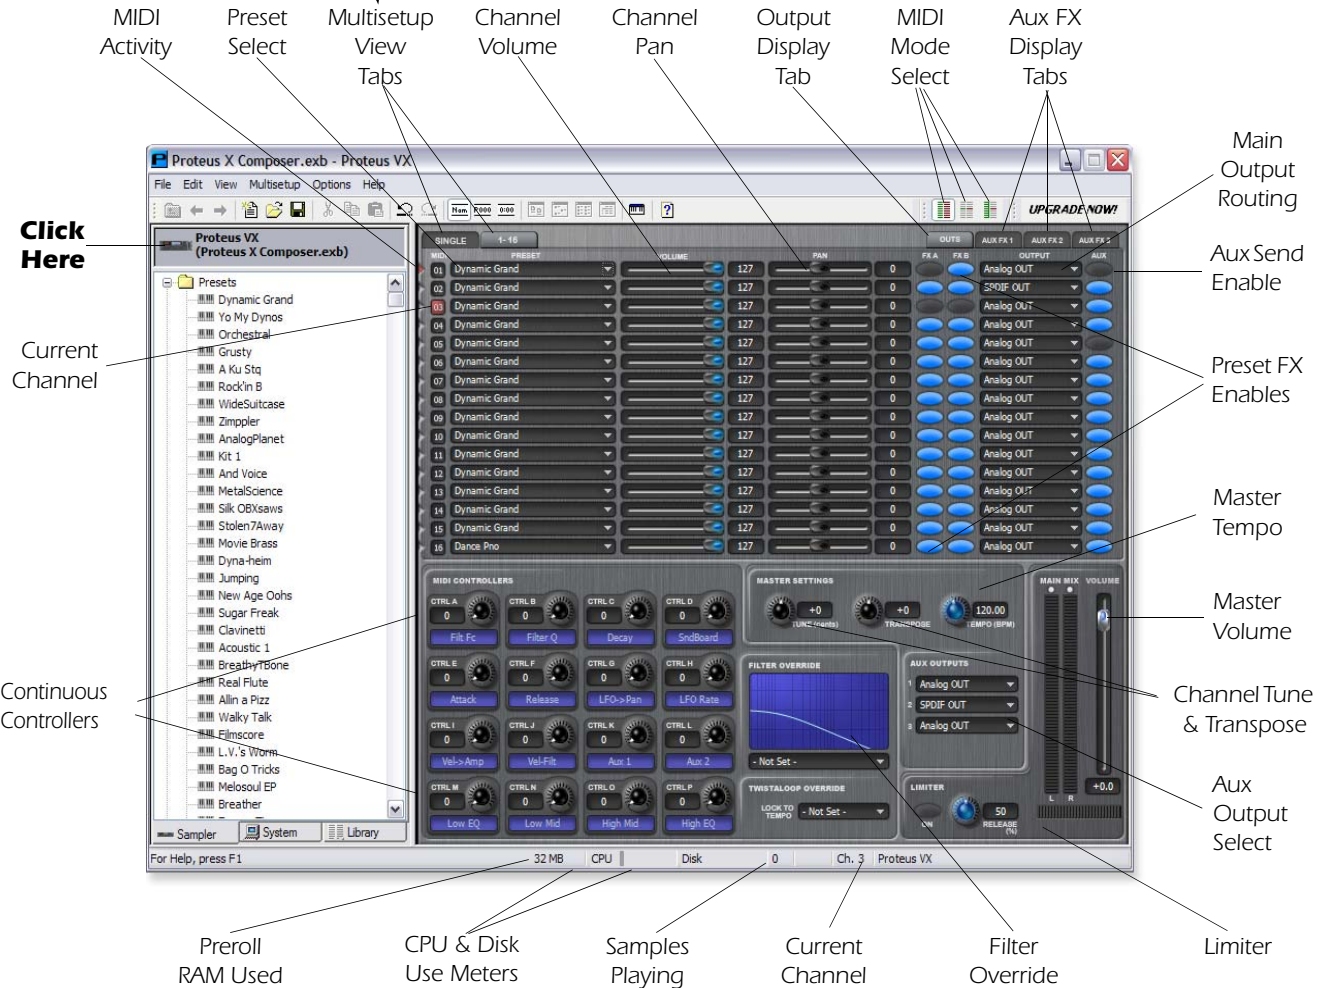 MIDI
Activity
Preset
Select
Multisetup
View
Tabs
Channel
Volume
Channel
Pan
Output
Display
Tab
MIDI
Mode
Select
Aux FX
Display
Tabs
Main
Output
Routing
Aux Send
Enable
Preset FX
Enables
Master
Tempo
Master
Volume
Channel Tune
& Transpose
Aux
Output
Select
Click
Here
Current
Channel
Continuous
Controllers
Proteus X Composer.exb - Proteus VX
File Edit View Multisetup Options Help
Mem P000 0:00
UPGRADE NOW!
Proteus VX
(Proteus X Composer.exb)
Presets
Dynamic Grand
Yo My Dynos
Orchestral
Grusty
A Ku Stq
Rock'in B
WideSuitcase
Zimppler
AnalogPlanet
Kit 1
And Voice
MetalScience
Silk OBXsaws
Stolen7Away
Movie Brass
Dyna-heim
Jumping
New Age Oohs
Sugar Freak
Clavinetti
Acoustic 1
BreathyTBone
Real Flute
Allin a Pizz
Walky Talk
Filmscore
L.V.'s Worm
Bag O Tricks
Melosoul EP
Breather
Sampler System Library
SINGLE 1-16 OUTS AUX FX 1 AUX FX 2 AUX FX 3
MIDI PRESET VOLUME PAN FX A FX B OUTPUT AUX
01 Dynamic Grand 127 0 Analog OUT
02 Dynamic Grand 127 0 SPDIF OUT
03 Dynamic Grand 127 0 Analog OUT
04 Dynamic Grand 127 0 Analog OUT
05 Dynamic Grand 127 0 Analog OUT
06 Dynamic Grand 127 0 Analog OUT
07 Dynamic Grand 127 0 Analog OUT
08 Dynamic Grand 127 0 Analog OUT
09 Dynamic Grand 127 0 Analog OUT
10 Dynamic Grand 127 0 Analog OUT
11 Dynamic Grand 127 0 Analog OUT
12 Dynamic Grand 127 0 Analog OUT
13 Dynamic Grand 127 0 Analog OUT
14 Dynamic Grand 127 0 Analog OUT
15 Dynamic Grand 127 0 Analog OUT
16 Dance Pno 127 0 Analog OUT
MIDI CONTROLLERS
CTRL A CTRL B CTRL C CTRL D
0 0 0 0
Filt Fc Filter Q Decay SndBoard
CTRL E CTRL F CTRL G CTRL H
0 0 0 0
Attack Release LFO->Pan LFO Rate
CTRL I CTRL J CTRL K CTRL L
0 0 0 0
Vel->Amp Vel-Filt Aux 1 Aux 2
CTRL M CTRL N CTRL O CTRL P
0 0 0 0
Low EQ Low Mid High Mid High EQ
MASTER SETTINGS
+0 +0 120.00
TUNE (cents) TRANSPOSE TEMPO (BPM)
FILTER OVERRIDE
- Not Set -
TWISTALOOP OVERRIDE
LOCK TO
TEMPO
- Not Set -
AUX OUTPUTS
1 Analog OUT
2 SPDIF OUT
3 Analog OUT
LIMITER
ON
50
RELEASE
(%)
MAIN MIX VOLUME
L R
+0.0
For Help, press F1 32 MB CPU Disk 0 Ch. 3 Proteus VX
Preroll
RAM Used
CPU & Disk
Use Meters
Samples
Playing
Current
Channel
Filter
Override
Limiter